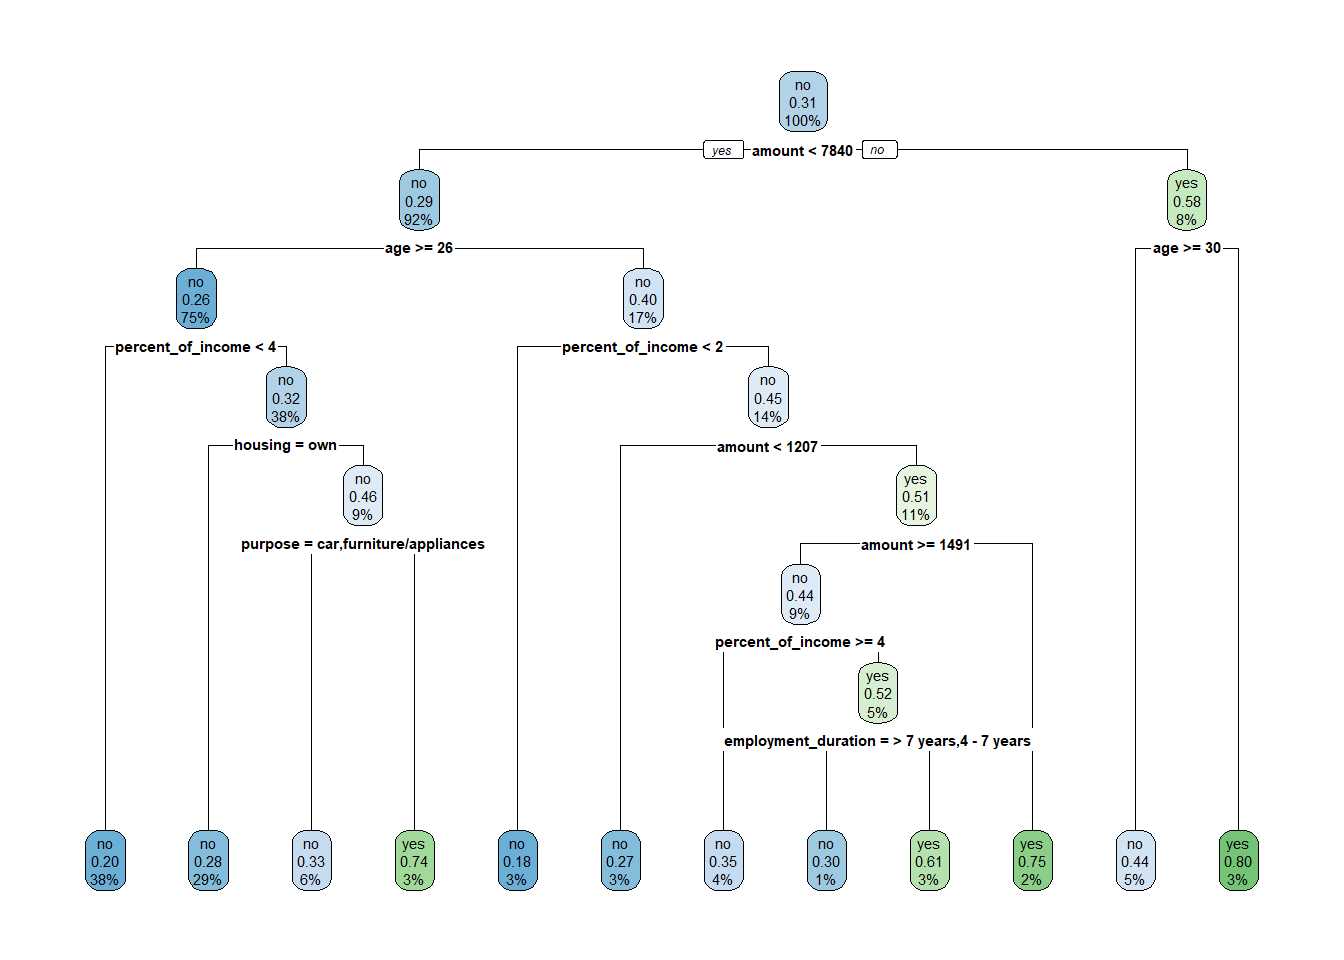 no
0.31
100%
yes amount < 7840 no
no
0.29
92%
yes
0.58
8%
age >= 26
age >= 30
no
0.26
75%
no
0.40
17%
percent_of_income < 4
percent_of_income < 2
no
0.32
38%
no
0.45
14%
housing = own
amount < 1207
no
0.46
9%
yes
0.51
11%
purpose = car,furniture/appliances
amount >= 1491
no
0.44
9%
percent_of_income >= 4
yes
0.52
5%
employment_duration = > 7 years,4 - 7 years
no
0.20
38%
no
0.28
29%
no
0.33
6%
yes
0.74
3%
no
0.18
3%
no
0.27
3%
no
0.35
4%
no
0.30
1%
yes
0.61
3%
yes
0.75
2%
no
0.44
5%
yes
0.80
3%